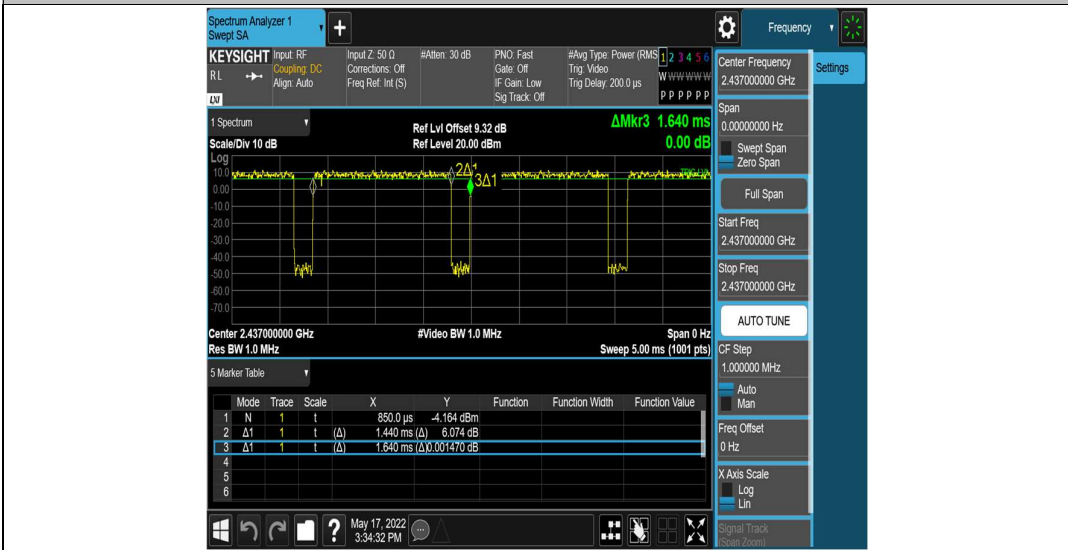 Spectrum Analyzer 1
Swept SA
+
Frequency
KEYSIGHT
RL
LXI
Input: RF
Coupling: DC
Align: Auto
Input Z: 50 Ω
Corrections: Off
Freq Ref: Int (S)
#Atten: 30 dB
PNO: Fast
Gate: Off
IF Gain: Low
Sig Track: Off
#Avg Type: Power (RMS
Trig: Video
Trig Delay: 200.0 µs
1 2 3 4 5 6
W W W W W W
P P P P P P
1 Spectrum
Scale/Div 10 dB
Ref Lvl Offset 9.32 dB
Ref Level 20.00 dBm
ΔMkr3 1.640 ms
0.00 dB
Log
10.0
0.00
-10.0
-20.0
-30.0
-40.0
-50.0
-60.0
-70.0
1
2Δ1
3Δ1
Center 2.437000000 GHz
#Video BW 1.0 MHz
Span 0 Hz
Res BW 1.0 MHz
Sweep 5.00 ms (1001 pts)
5 Marker Table
Mode Trace Scale X Y Function Function Width Function Value
1 N 1 t 850.0 µs -4.164 dBm
2 Δ1 1 t (Δ) 1.440 ms (Δ) 6.074 dB
3 Δ1 1 t (Δ) 1.640 ms (Δ) 0.001470 dB
4
5
6
?
May 17, 2022
3:34:32 PM
Center Frequency
2.437000000 GHz
Span
0.00000000 Hz
Swept Span
Zero Span
Full Span
Start Freq
2.437000000 GHz
Stop Freq
2.437000000 GHz
AUTO TUNE
CF Step
1.000000 MHz
Auto
Man
Freq Offset
0 Hz
X Axis Scale
Log
Lin
Signal Track
(Span Zoom)
Settings